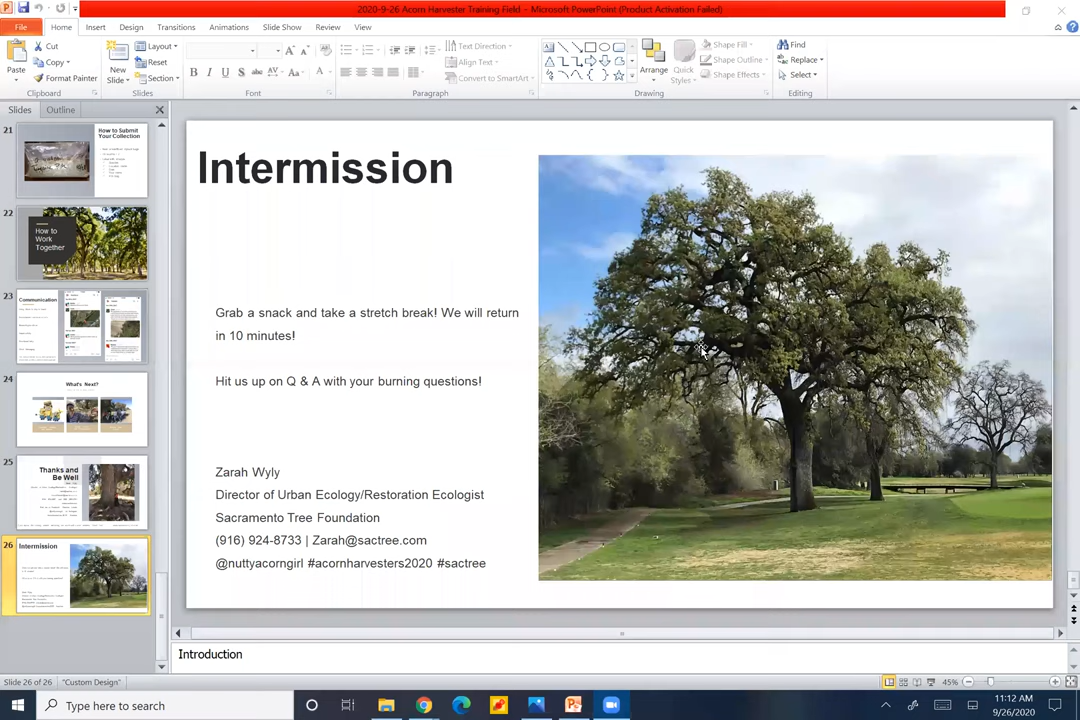 2020-9-26 Acorn Harvester Training Field – Microsoft PowerPoint (Product Activation Failed)
File Home Insert Design Transitions Animations Slide Show Review View
Cut
Copy
Format Painter
Paste
Clipboard
New
Slide
Layout
Reset
Section
Slides
Font
Text Direction
Align Text
Convert to SmartArt
Paragraph
Arrange
Quick
Styles
Shape Fill
Shape Outline
Shape Effects
Drawing
Find
Replace
Select
Editing
Slides Outline
21
How to Submit
Your Collection
22
How to
Work
Together
23
Communication
24
What's Next?
25
Thanks and
Be Well
26
Intermission
Intermission
Grab a snack and take a stretch break! We will return
in 10 minutes!
Hit us up on Q & A with your burning questions!
Zarah Wyly
Director of Urban Ecology/Restoration Ecologist
Sacramento Tree Foundation
(916) 924-8733 | Zarah@sactree.com
@nuttyacorngirl #acornharvesters2020 #sactree
Introduction
Slide 26 of 26 "Custom Design" 45%
Type here to search
11:12 AM
9/26/2020